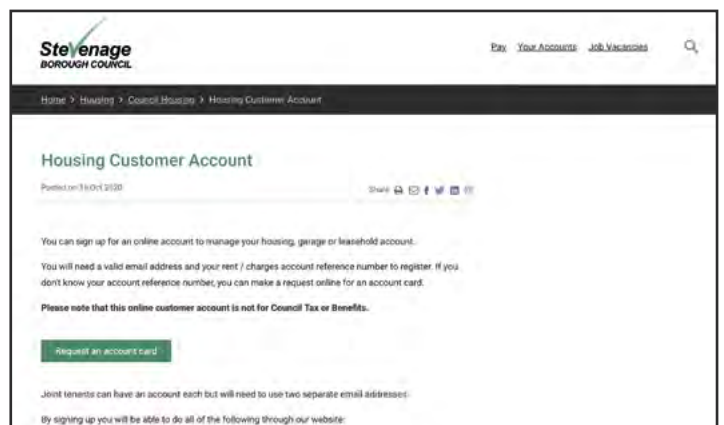 Stevenage
BOROUGH COUNCIL
Pay Your Accounts Job Vacancies
Home > Housing > Council Housing > Housing Customer Account
Housing Customer Account
Posted on Oct 2020
Share
You can sign up for an online account to manage your housing, garage or leasehold account.
You will need a valid email address and your rent / charges account reference number to register. If you
don't know your account reference number, you can make a request online for an account card.
Please note that this online customer account is not for Council Tax or Benefits.
Request an account card
Joint tenants can have an account each but will need to use two separate email addresses.
By signing up you will be able to do all of the following through our website: